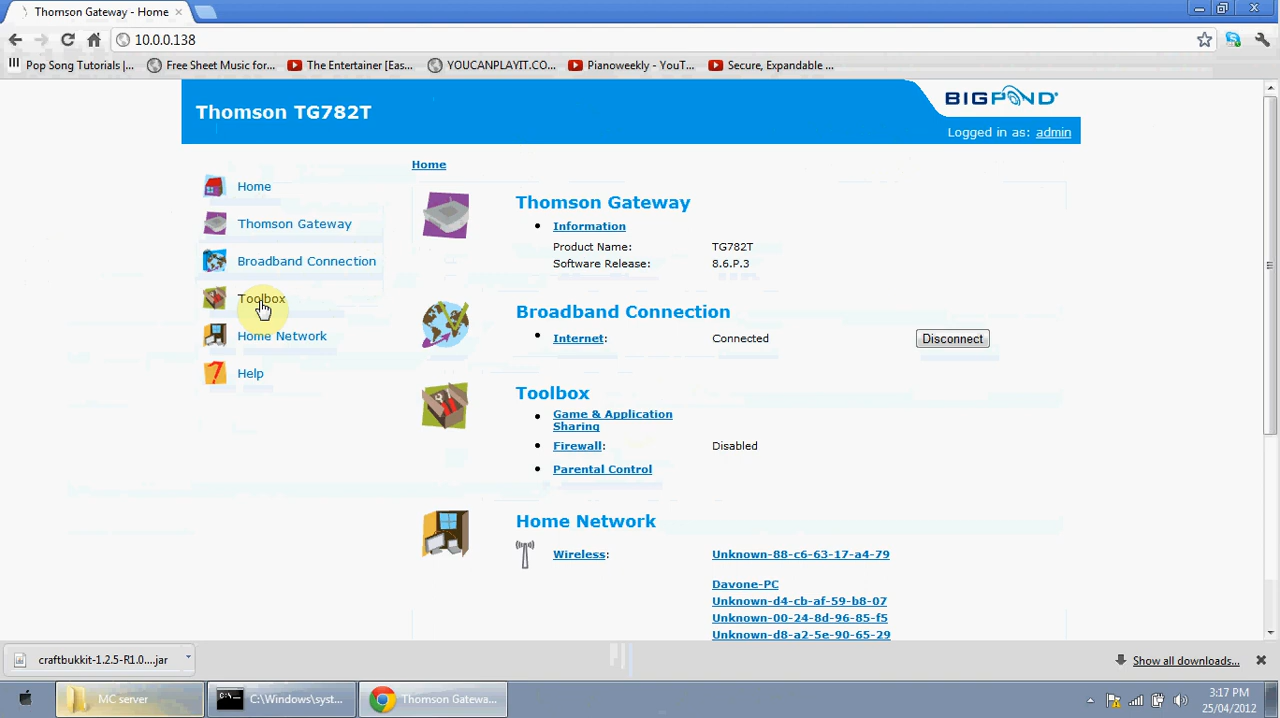 Thomson Gateway - Home
10.0.0.138
Pop Song Tutorials |... Free Sheet Music for... The Entertainer [Eas... YOUCANPLAYIT.CO... Pianoweekly - YouT... Secure, Expandable ...
Thomson TG782T
BIGPOND
Logged in as: admin
Home
Thomson Gateway
Broadband Connection
Toolbox
Home Network
Help
Home
Thomson Gateway
Information
Product Name: TG782T
Software Release: 8.6.P.3
Broadband Connection
Internet: Connected Disconnect
Toolbox
Game & Application
Sharing
Firewall: Disabled
Parental Control
Home Network
Wireless: Unknown-88-c6-63-17-a4-79
Davone-PC
Unknown-d4-cb-af-59-b8-07
Unknown-00-24-8d-96-85-f5
Unknown-d8-a2-5e-90-65-29
craftbukkit-1.2.5-R1.0....jar
Show all downloads...
MC server
C:\Windows\syst...
Thomson Gatewa...
3:17 PM
25/04/2012